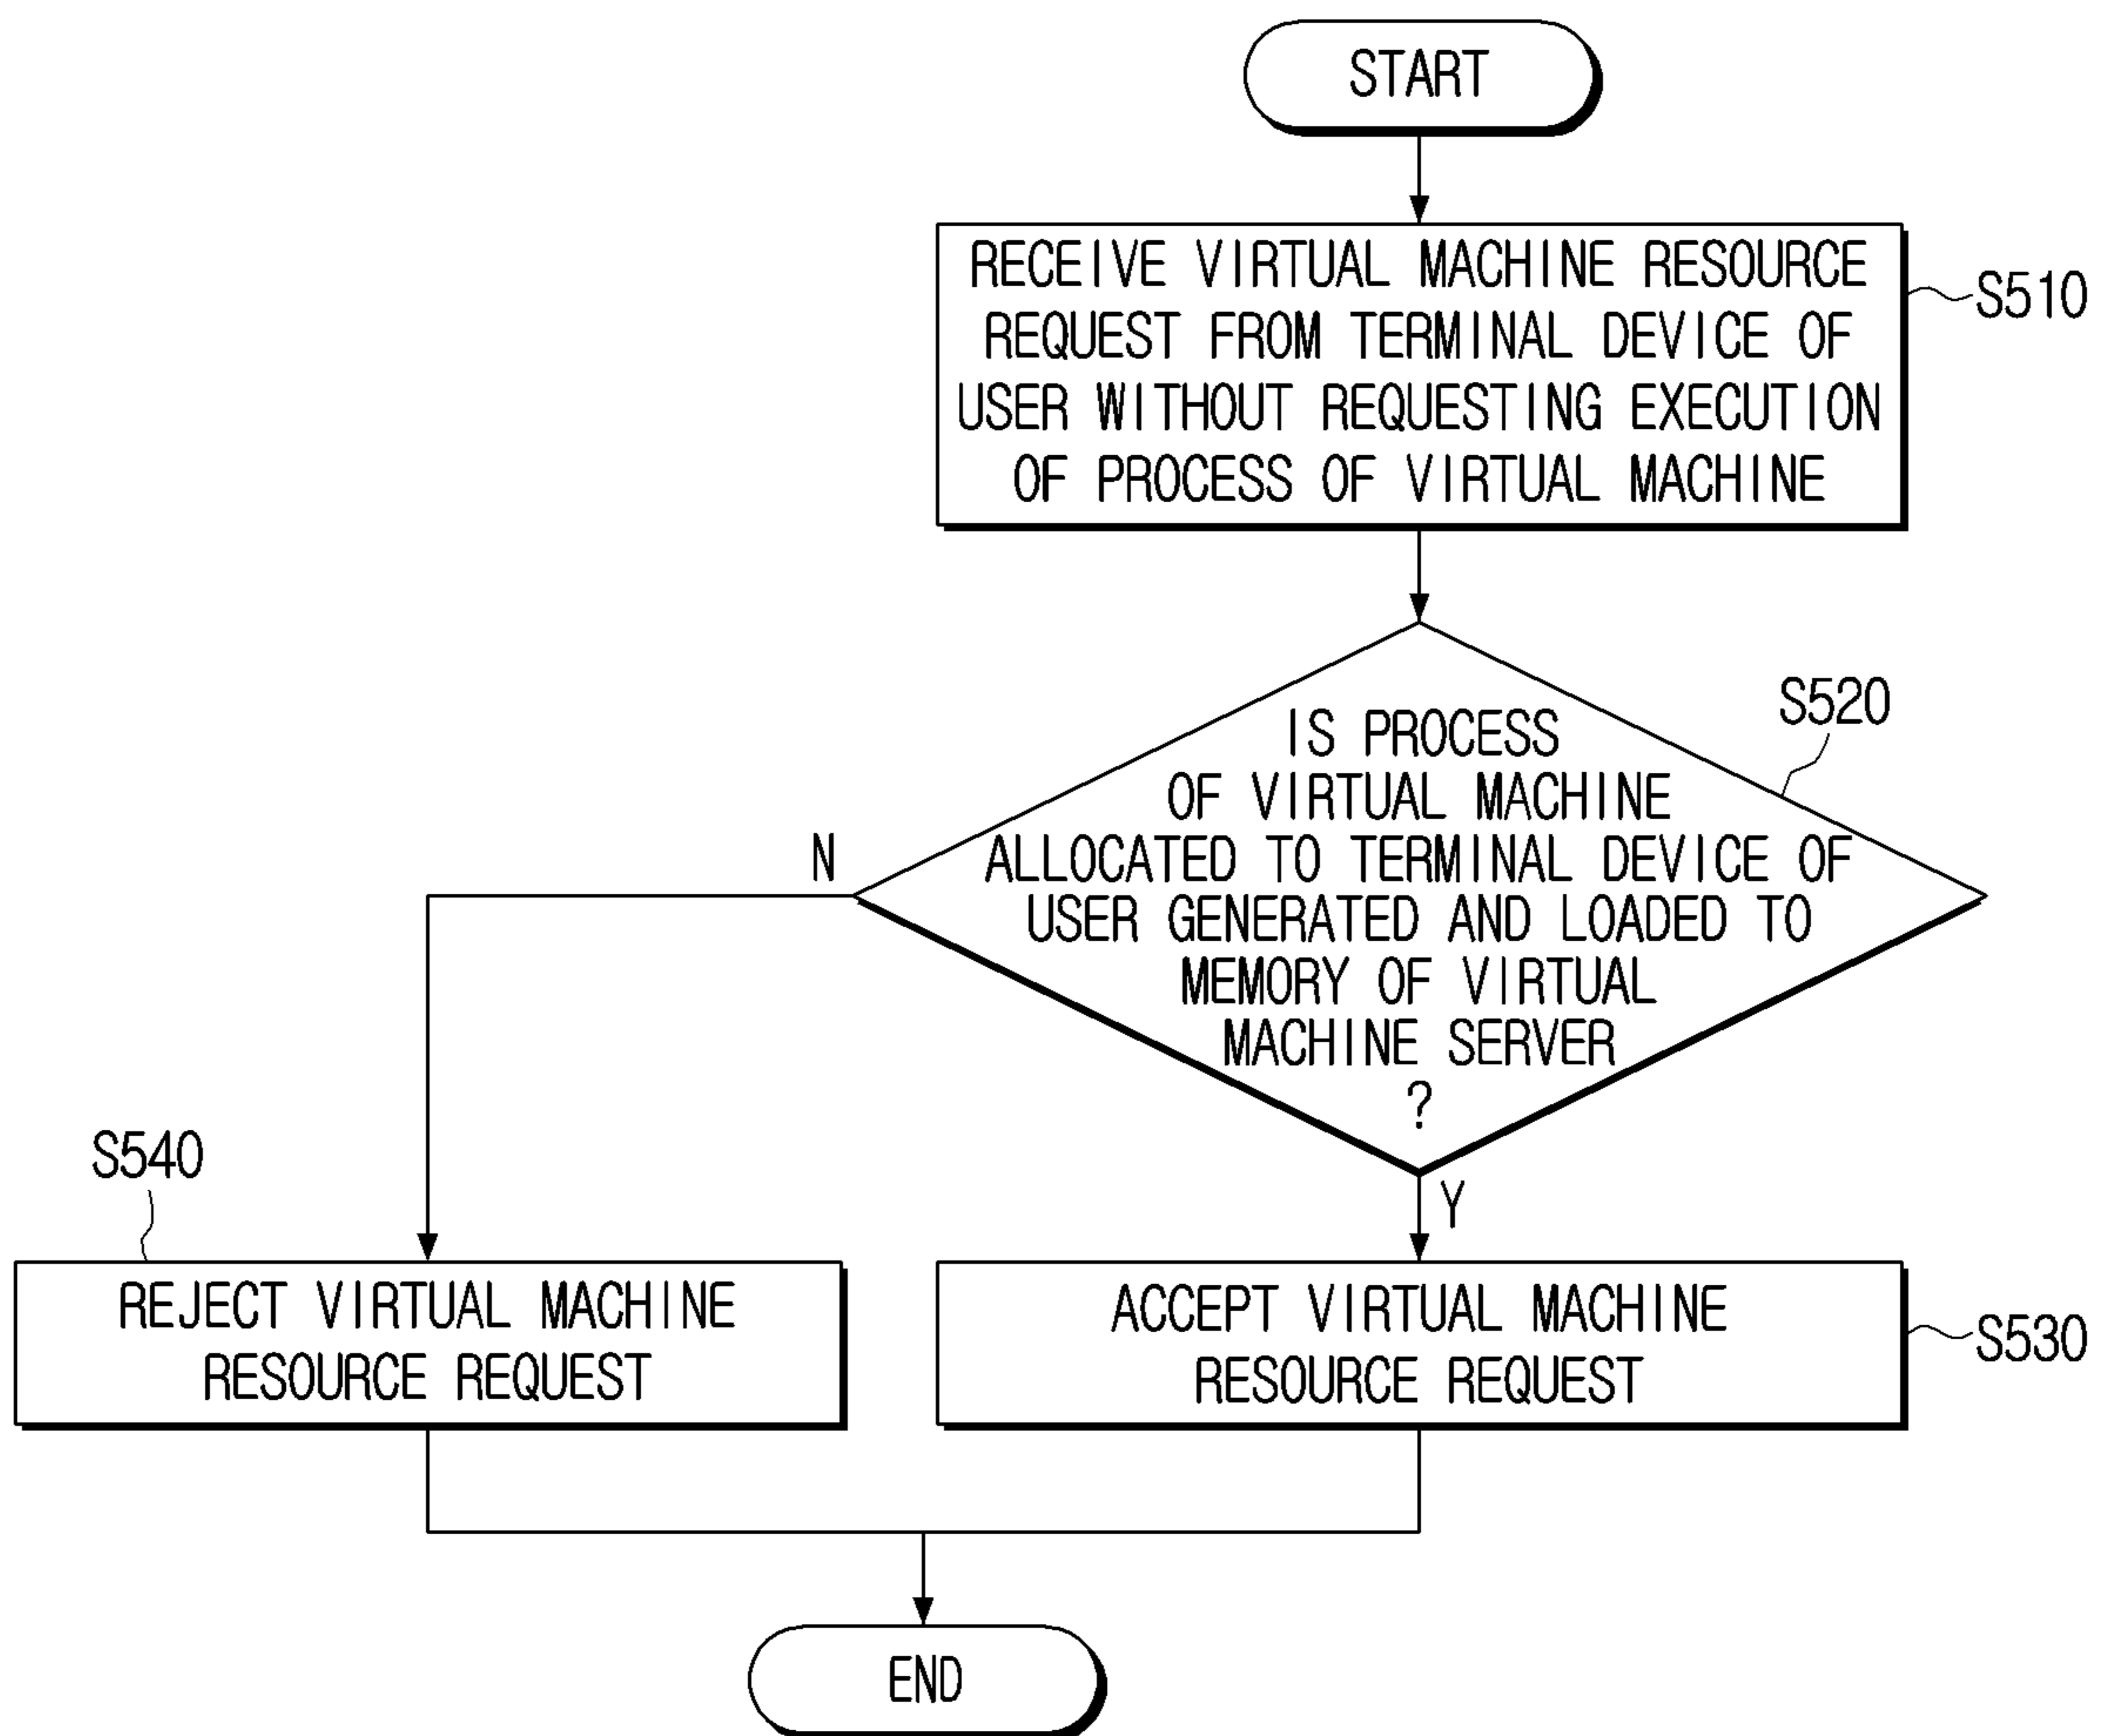 START
RECEIVE VIRTUAL MACHINE RESOURCE
REQUEST FROM TERMINAL DEVICE OF
USER WITHOUT REQUESTING EXECUTION
OF PROCESS OF VIRTUAL MACHINE
S510
S520
IS PROCESS
OF VIRTUAL MACHINE
ALLOCATED TO TERMINAL DEVICE OF
USER GENERATED AND LOADED TO
MEMORY OF VIRTUAL
MACHINE SERVER
?
N
Y
S540
REJECT VIRTUAL MACHINE
RESOURCE REQUEST
ACCEPT VIRTUAL MACHINE
RESOURCE REQUEST
S530
END